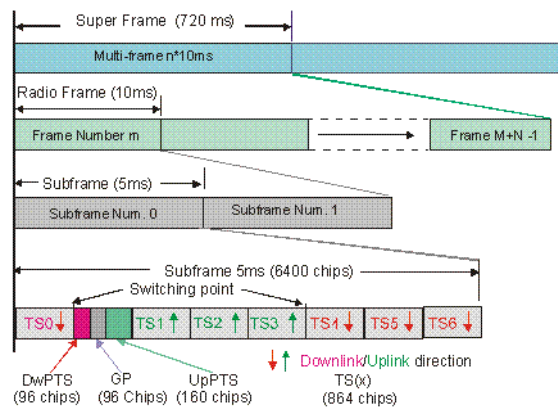 Super Frame (720 ms)
Multi-frame n*10ms
Radio Frame (10ms)
Frame Number m
Frame M+N -1
Subframe (5ms)
Subframe Num. 0
Subframe Num. 1
Subframe 5ms (6400 chips)
Switching point
TS0 TS1 TS2 TS3 TS4 TS5 TS6
Downlink/Uplink direction
DwPTS GP UpPTS TS(x)
(96 chips) (96 Chips) (160 chips) (864 chips)